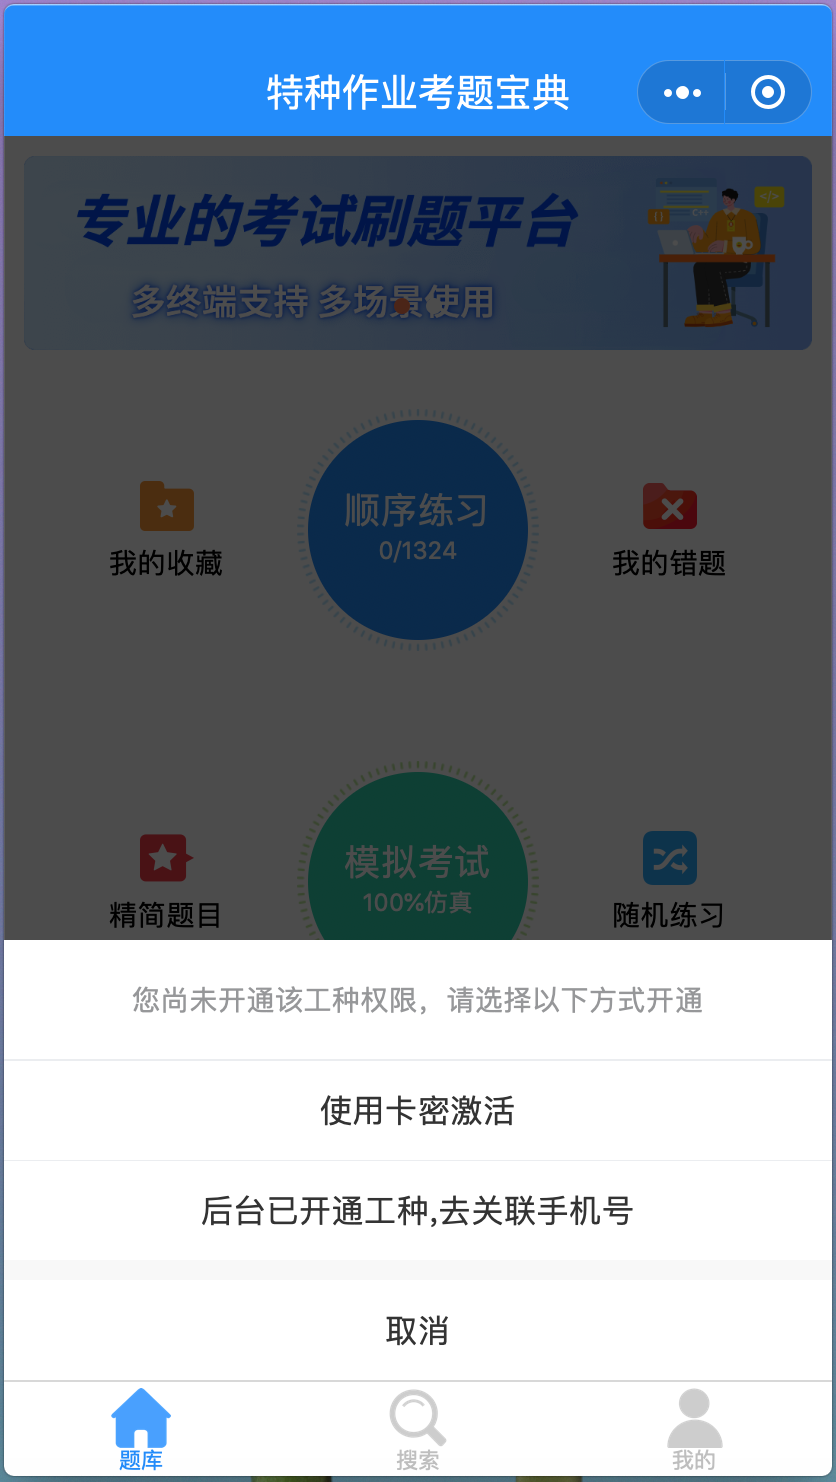 特种作业考题宝典
专业的考试刷题平台
{}
C++
</>
多终端支持 多场景使用
顺序练习
0/1324
我的收藏
我的错题
模拟考试
100%仿真
精简题目
随机练习
您尚未开通该工种权限，请选择以下方式开通
使用卡密激活
后台已开通工种,去关联手机号
取消
题库
搜索
我的